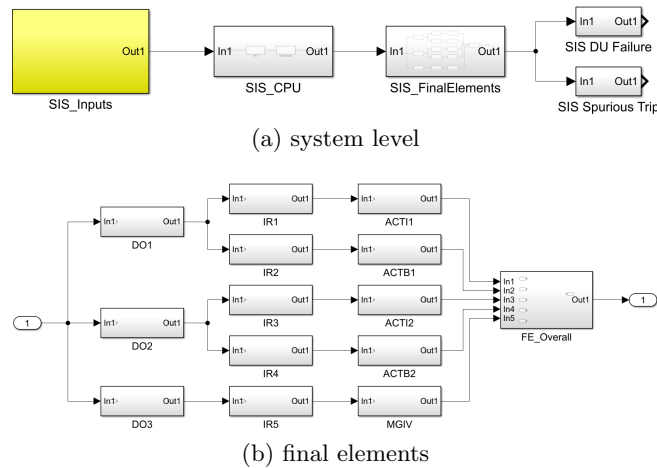 Out1
SIS_Inputs
In1 Out1
SIS_CPU
In1 Out1
SIS_FinalElements
In1 Out1
SIS DU Failure
In1 Out1
SIS Spurious Trip
(a) system level
1
In1 Out1
DO1
In1 Out1
DO2
In1 Out1
DO3
In1 Out1
IR1
In1 Out1
IR2
In1 Out1
IR3
In1 Out1
IR4
In1 Out1
IR5
In1 Out1
ACTI1
In1 Out1
ACTB1
In1 Out1
ACTI2
In1 Out1
ACTB2
In1 Out1
MGIV
In1
In2
In3 Out1
In4
In5
FE_Overall
1
(b) final elements